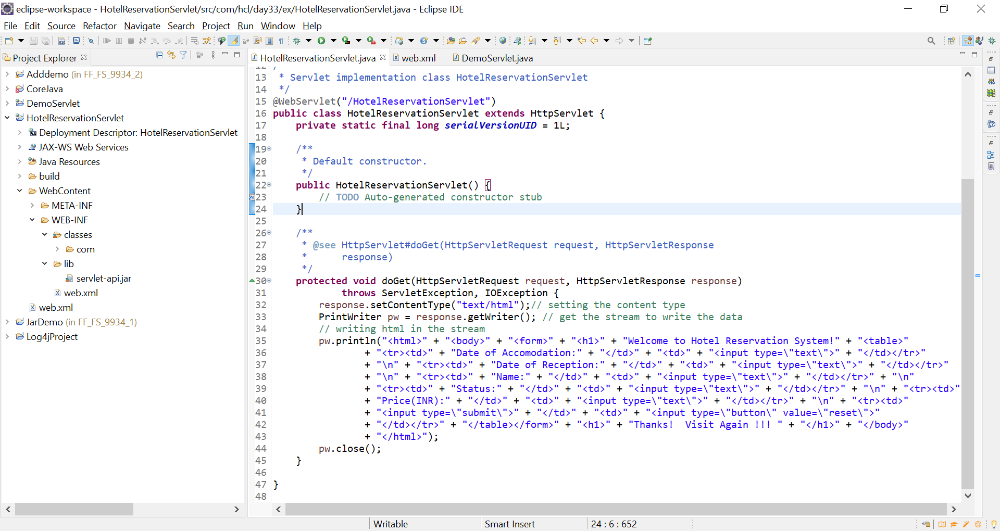 eclipse-workspace - HotelReservationServlet/src/com/hcl/day33/ex/HotelReservationServlet.java - Eclipse IDE
File Edit Source Refactor Navigate Search Project Run Window Help
Project Explorer
Adddemo (in FF_FS_9934_2)
CoreJava
DemoServlet
HotelReservationServlet
Deployment Descriptor: HotelReservationServlet
JAX-WS Web Services
Java Resources
build
WebContent
META-INF
WEB-INF
classes
com
lib
servlet-api.jar
web.xml
web.xml
JarDemo (in FF_FS_9934_1)
Log4jProject
HotelReservationServlet.java web.xml DemoServlet.java
13 * Servlet implementation class HotelReservationServlet
14 */
15 @WebServlet("/HotelReservationServlet")
16 public class HotelReservationServlet extends HttpServlet {
17 private static final long serialVersionUID = 1L;
18
19 /**
20 * Default constructor.
21 */
22 public HotelReservationServlet() {
23 // TODO Auto-generated constructor stub
24 }
25
26 /**
27 * @see HttpServlet#doGet(HttpServletRequest request, HttpServletResponse
28 * response)
29 */
30 protected void doGet(HttpServletRequest request, HttpServletResponse response)
31 throws ServletException, IOException {
32 response.setContentType("text/html");// setting the content type
33 PrintWriter pw = response.getWriter(); // get the stream to write the data
34 // writing html in the stream
35 pw.println("<html>" + "<body>" + "<form>" + "<h1>" + "Welcome to Hotel Reservation System!" + "<table>"
36 + "<tr><td>" + "Date of Accomodation:" + "</td>" + "<td>" + "<input type=\"text\">" + "</td></tr>"
37 + "\n" + "<tr><td>" + "Date of Reception:" + "</td>" + "<td>" + "<input type=\"text\">" + "</td></tr>"
38 + "\n" + "<tr><td>" + "Name:" + "</td>" + "<td>" + "<input type=\"text\">" + "</td></tr>" + "\n"
39 + "<tr><td>" + "Status:" + "</td>" + "<td>" + "<input type=\"text\">" + "</td></tr>" + "\n" + "<tr><td>"
40 + "Price(INR):" + "</td>" + "<td>" + "<input type=\"text\">" + "</td></tr>" + "\n" + "<tr><td>"
41 + "<input type=\"submit\">" + "</td>" + "<td>" + "<input type=\"button\" value=\"reset\">"
42 + "</td></tr>" + "</table></form>" + "<h1>" + "Thanks!  Visit Again !!! " + "</h1>" + "</body>"
43 + "</html>");
44 pw.close();
45 }
46
47 }
48
Writable Smart Insert 24 : 6 : 652